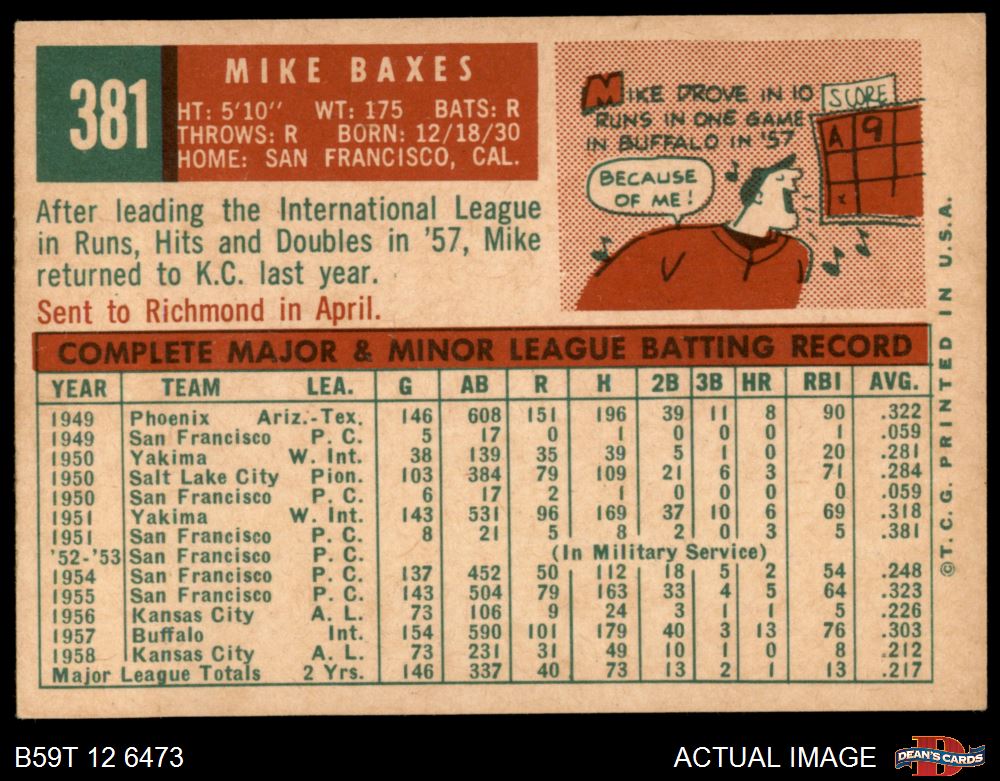 381
MIKE BAXES
HT: 5'10" WT: 175 BATS: R
THROWS: R BORN: 12/18/30
HOME: SAN FRANCISCO, CAL.
After leading the International League
in Runs, Hits and Doubles in '57, Mike
returned to K.C. last year.
Sent to Richmond in April.
MIKE DROVE IN 10
RUNS IN ONE GAME
IN BUFFALO IN '57
SCORE
A 9
x
BECAUSE
OF ME!
COMPLETE MAJOR & MINOR LEAGUE BATTING RECORD
YEAR TEAM LEA. G AB R H 2B 3B HR RBI AVG.
1949 Phoenix Ariz.-Tex. 146 608 151 196 39 11 8 90 .322
1949 San Francisco P. C. 5 17 0 1 0 0 0 1 .059
1950 Yakima W. Int. 38 139 35 39 5 1 0 20 .281
1950 Salt Lake City Pion. 103 384 79 109 21 6 3 71 .284
1950 San Francisco P. C. 6 17 2 1 0 0 0 0 .059
1951 Yakima W. Int. 143 531 96 169 37 10 6 69 .318
1951 San Francisco P. C. 8 21 5 8 2 0 3 5 .381
'52-'53 San Francisco P. C. (In Military Service)
1954 San Francisco P. C. 137 452 50 112 18 5 2 54 .248
1955 San Francisco P. C. 143 504 79 163 33 4 5 64 .323
1956 Kansas City A. L. 73 106 9 24 3 1 1 5 .226
1957 Buffalo Int. 154 590 101 179 40 3 13 76 .303
1958 Kansas City A. L. 73 231 31 49 10 1 0 8 .212
Major League Totals 2 Yrs. 146 337 40 73 13 2 1 13 .217
©T. C. G. PRINTED IN U.S.A.
B59T 12 6473
ACTUAL IMAGE
DEAN'S CARDS